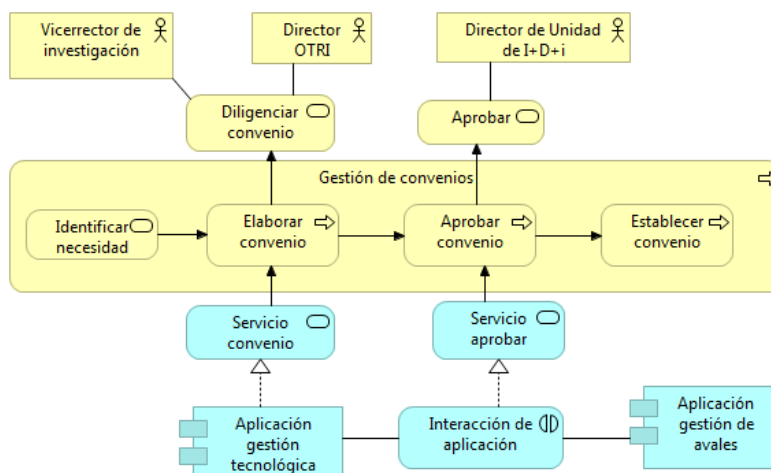 Vicerrector de
investigación
Director
OTRI
Director de Unidad
de I+D+i
Diligenciar
convenio
Aprobar
Gestión de convenios
Identificar
necesidad
Elaborar
convenio
Aprobar
convenio
Establecer
convenio
Servicio
convenio
Servicio
aprobar
Aplicación
gestión
tecnológica
Interacción de
aplicación
Aplicación
gestión de
avales